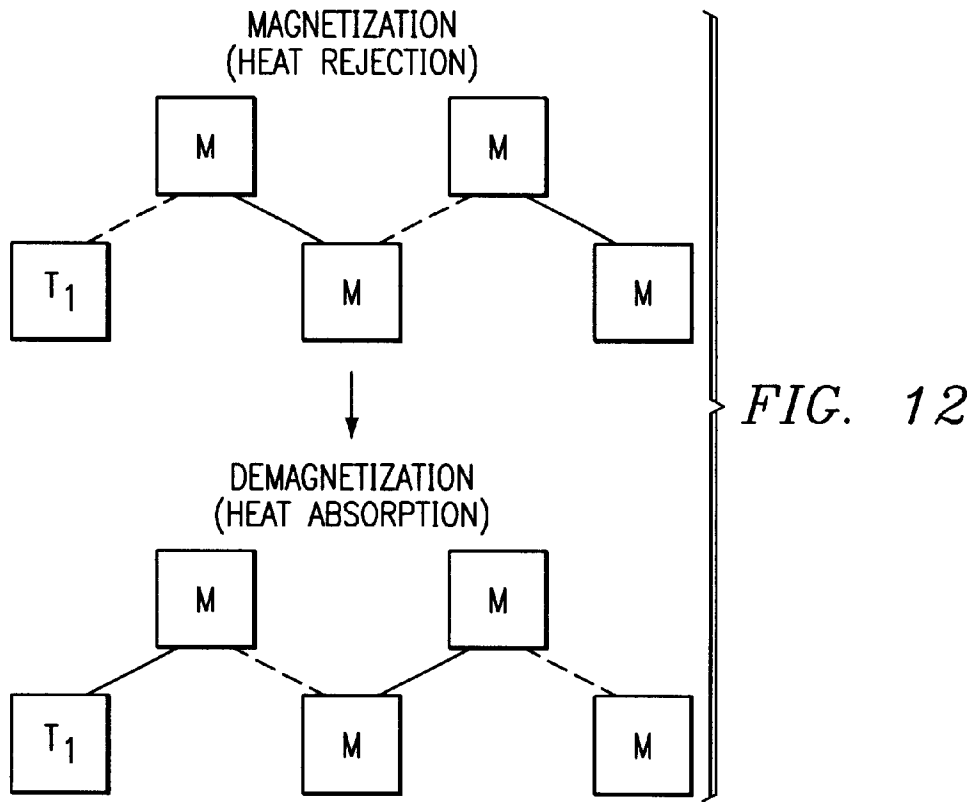 MAGNETIZATION
(HEAT REJECTION)
M M
T1 M M
FIG. 12
DEMAGNETIZATION
(HEAT ABSORPTION)
M M
T1 M M